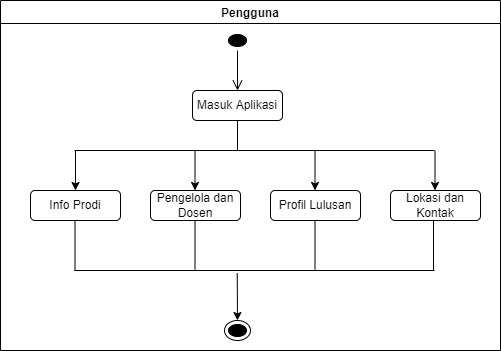 Pengguna
Masuk Aplikasi
Info Prodi
Pengelola dan
Dosen
Profil Lulusan
Lokasi dan
Kontak